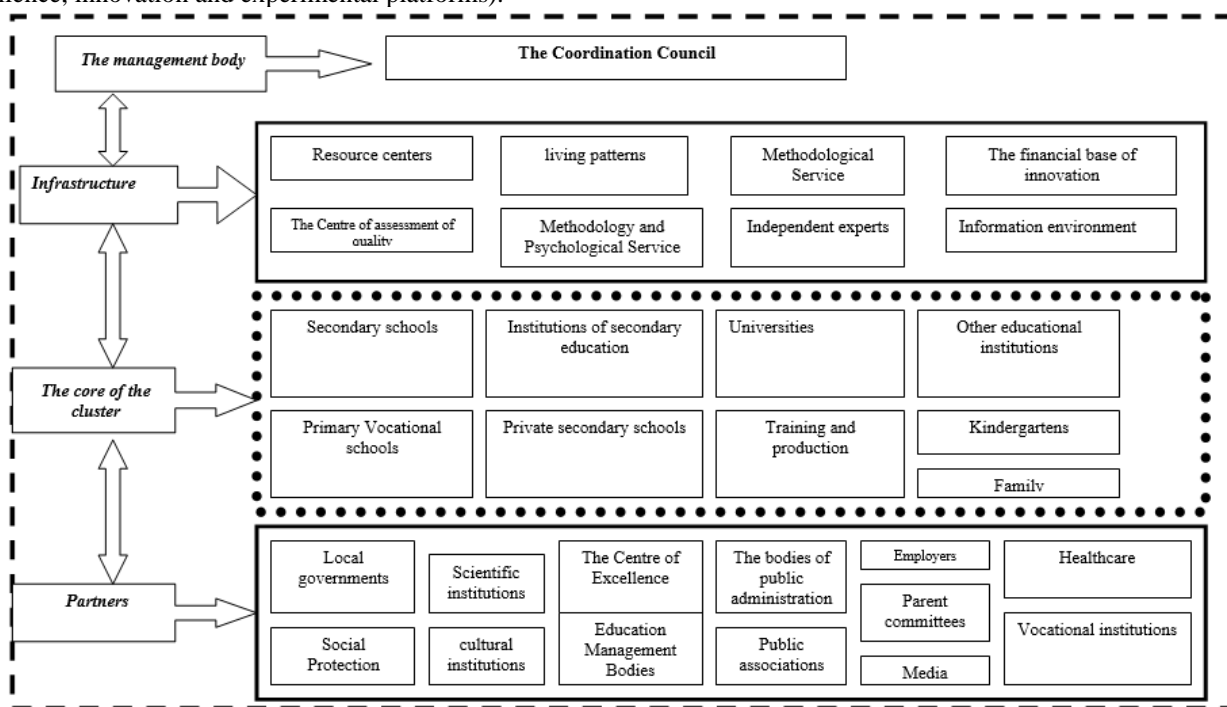 ience, innovation and experimental platforms).
The management body
The Coordination Council
Infrastructure
Resource centers
living patterns
Methodological
Service
The financial base of
innovation
The Centre of assessment of
quality
Methodology and
Psychological Service
Independent experts
Information environment
The core of the
cluster
Secondary schools
Institutions of secondary
education
Universities
Other educational
institutions
Primary Vocational
schools
Private secondary schools
Training and
production
Kindergartens
Family
Partners
Local
governments
Scientific
institutions
The Centre of
Excellence
The bodies of
public
administration
Employers
Healthcare
Parent
committees
Social
Protection
cultural
institutions
Education
Management
Bodies
Public
associations
Media
Vocational institutions